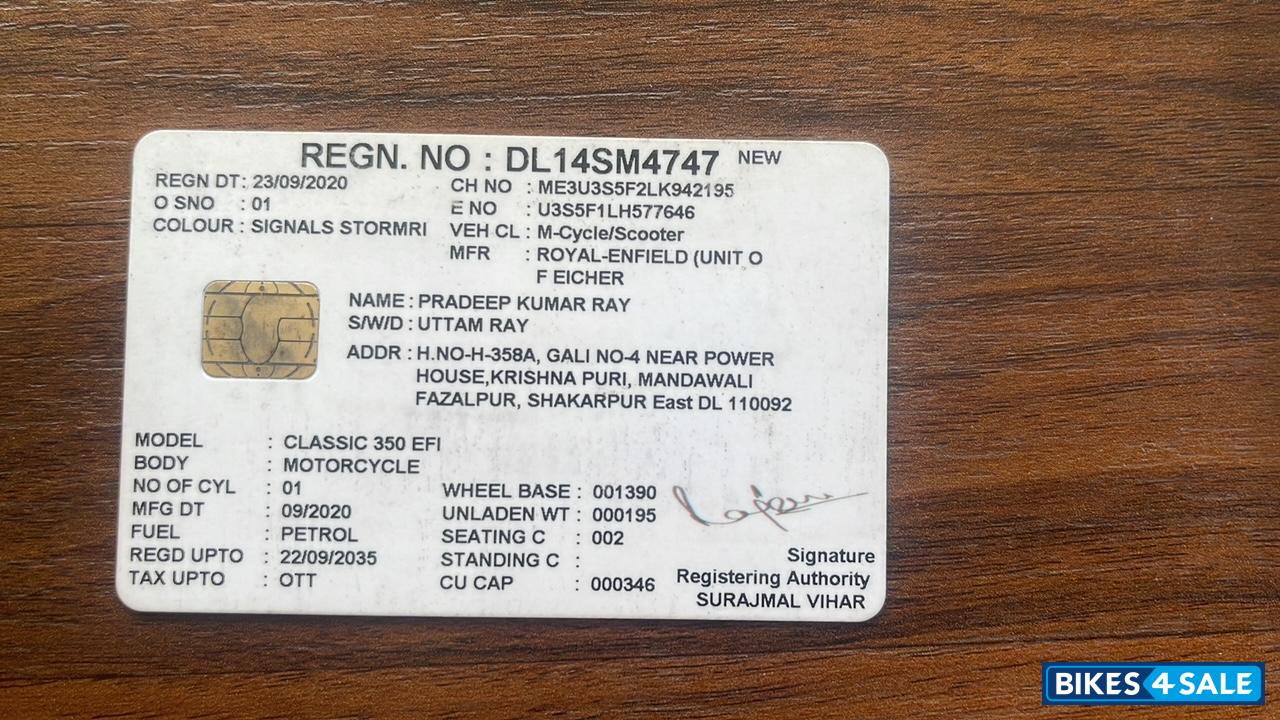 REGN. NO : DL14SM4747 NEW
REGN DT: 23/09/2020 CH NO : ME3U3S5F2LK942195
O SNO : 01 E NO : U3S5F1LH577646
COLOUR : SIGNALS STORMRI VEH CL : M-Cycle/Scooter
MFR : ROYAL-ENFIELD (UNIT O
F EICHER
NAME : PRADEEP KUMAR RAY
S/W/D : UTTAM RAY
ADDR : H.NO-H-358A, GALI NO-4 NEAR POWER
HOUSE,KRISHNA PURI, MANDAWALI
FAZALPUR, SHAKARPUR East DL 110092
MODEL : CLASSIC 350 EFI
BODY : MOTORCYCLE
NO OF CYL : 01 WHEEL BASE : 001390
MFG DT : 09/2020 UNLADEN WT : 000195
FUEL : PETROL SEATING C : 002
REGD UPTO : 22/09/2035 STANDING C :
TAX UPTO : OTT CU CAP : 000346
Signature
Registering Authority
SURAJMAL VIHAR
BIKES4SALE